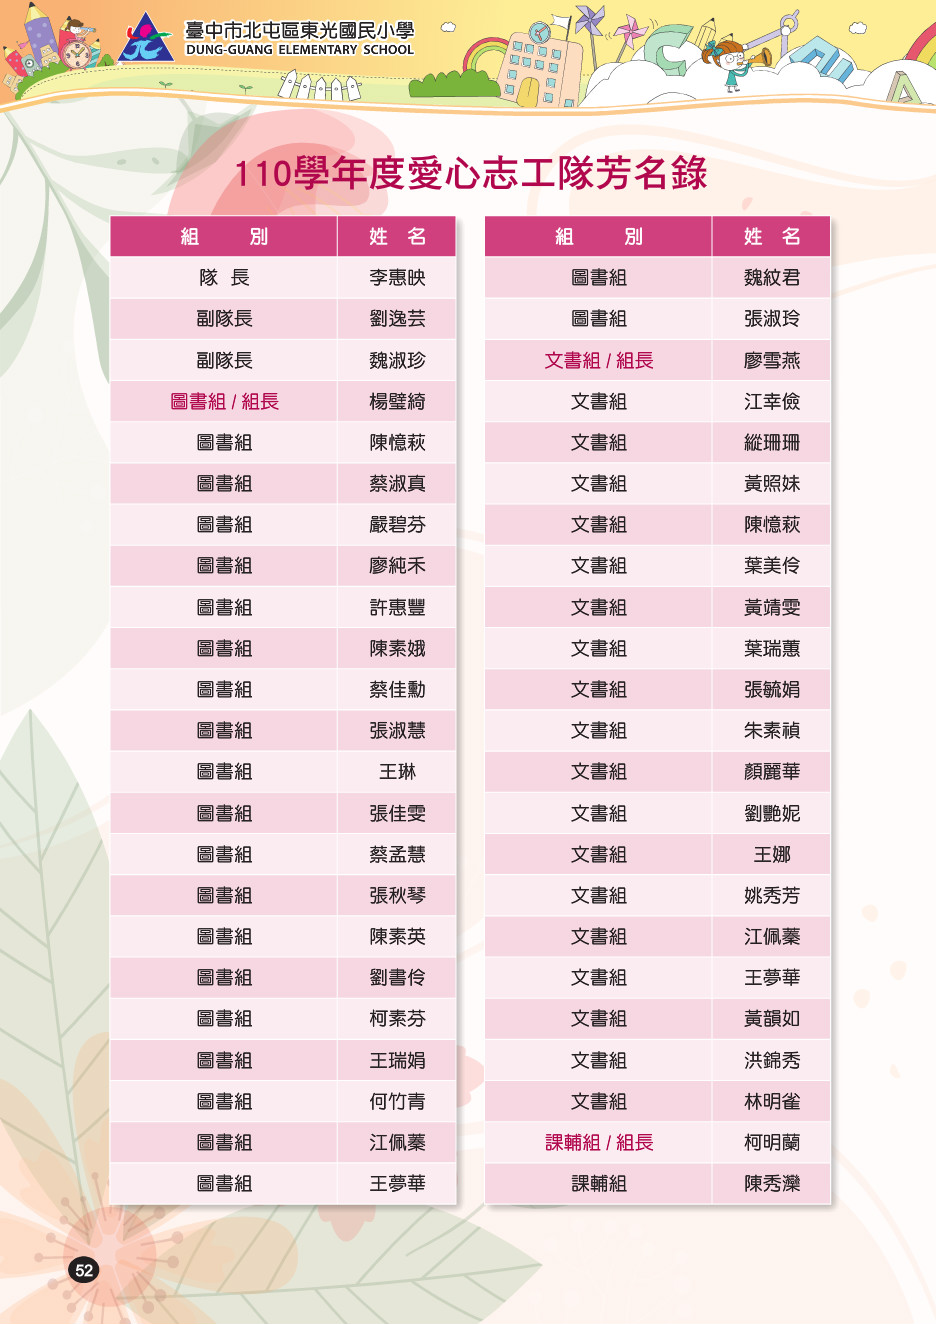 臺中市北屯區東光國民小學
DUNG-GUANG ELEMENTARY SCHOOL
110學年度愛心志工隊芳名錄
組 別 姓 名
隊 長 李惠映
副隊長 劉逸芸
副隊長 魏淑珍
圖書組 / 組長 楊璧綺
圖書組 陳憶萩
圖書組 蔡淑真
圖書組 嚴碧芬
圖書組 廖純禾
圖書組 許惠豐
圖書組 陳素娥
圖書組 蔡佳勳
圖書組 張淑慧
圖書組 王琳
圖書組 張佳雯
圖書組 蔡孟慧
圖書組 張秋琴
圖書組 陳素英
圖書組 劉書伶
圖書組 柯素芬
圖書組 王瑞娟
圖書組 何竹青
圖書組 江佩蓁
圖書組 王夢華
組 別 姓 名
圖書組 魏紋君
圖書組 張淑玲
文書組 / 組長 廖雪燕
文書組 江幸儉
文書組 縱珊珊
文書組 黃照妹
文書組 陳憶萩
文書組 葉美伶
文書組 黃靖雯
文書組 葉瑞蕙
文書組 張毓娟
文書組 朱素禎
文書組 顏麗華
文書組 劉艷妮
文書組 王娜
文書組 姚秀芳
文書組 江佩蓁
文書組 王夢華
文書組 黃韻如
文書組 洪錦秀
文書組 林明雀
課輔組 / 組長 柯明蘭
課輔組 陳秀灤
52